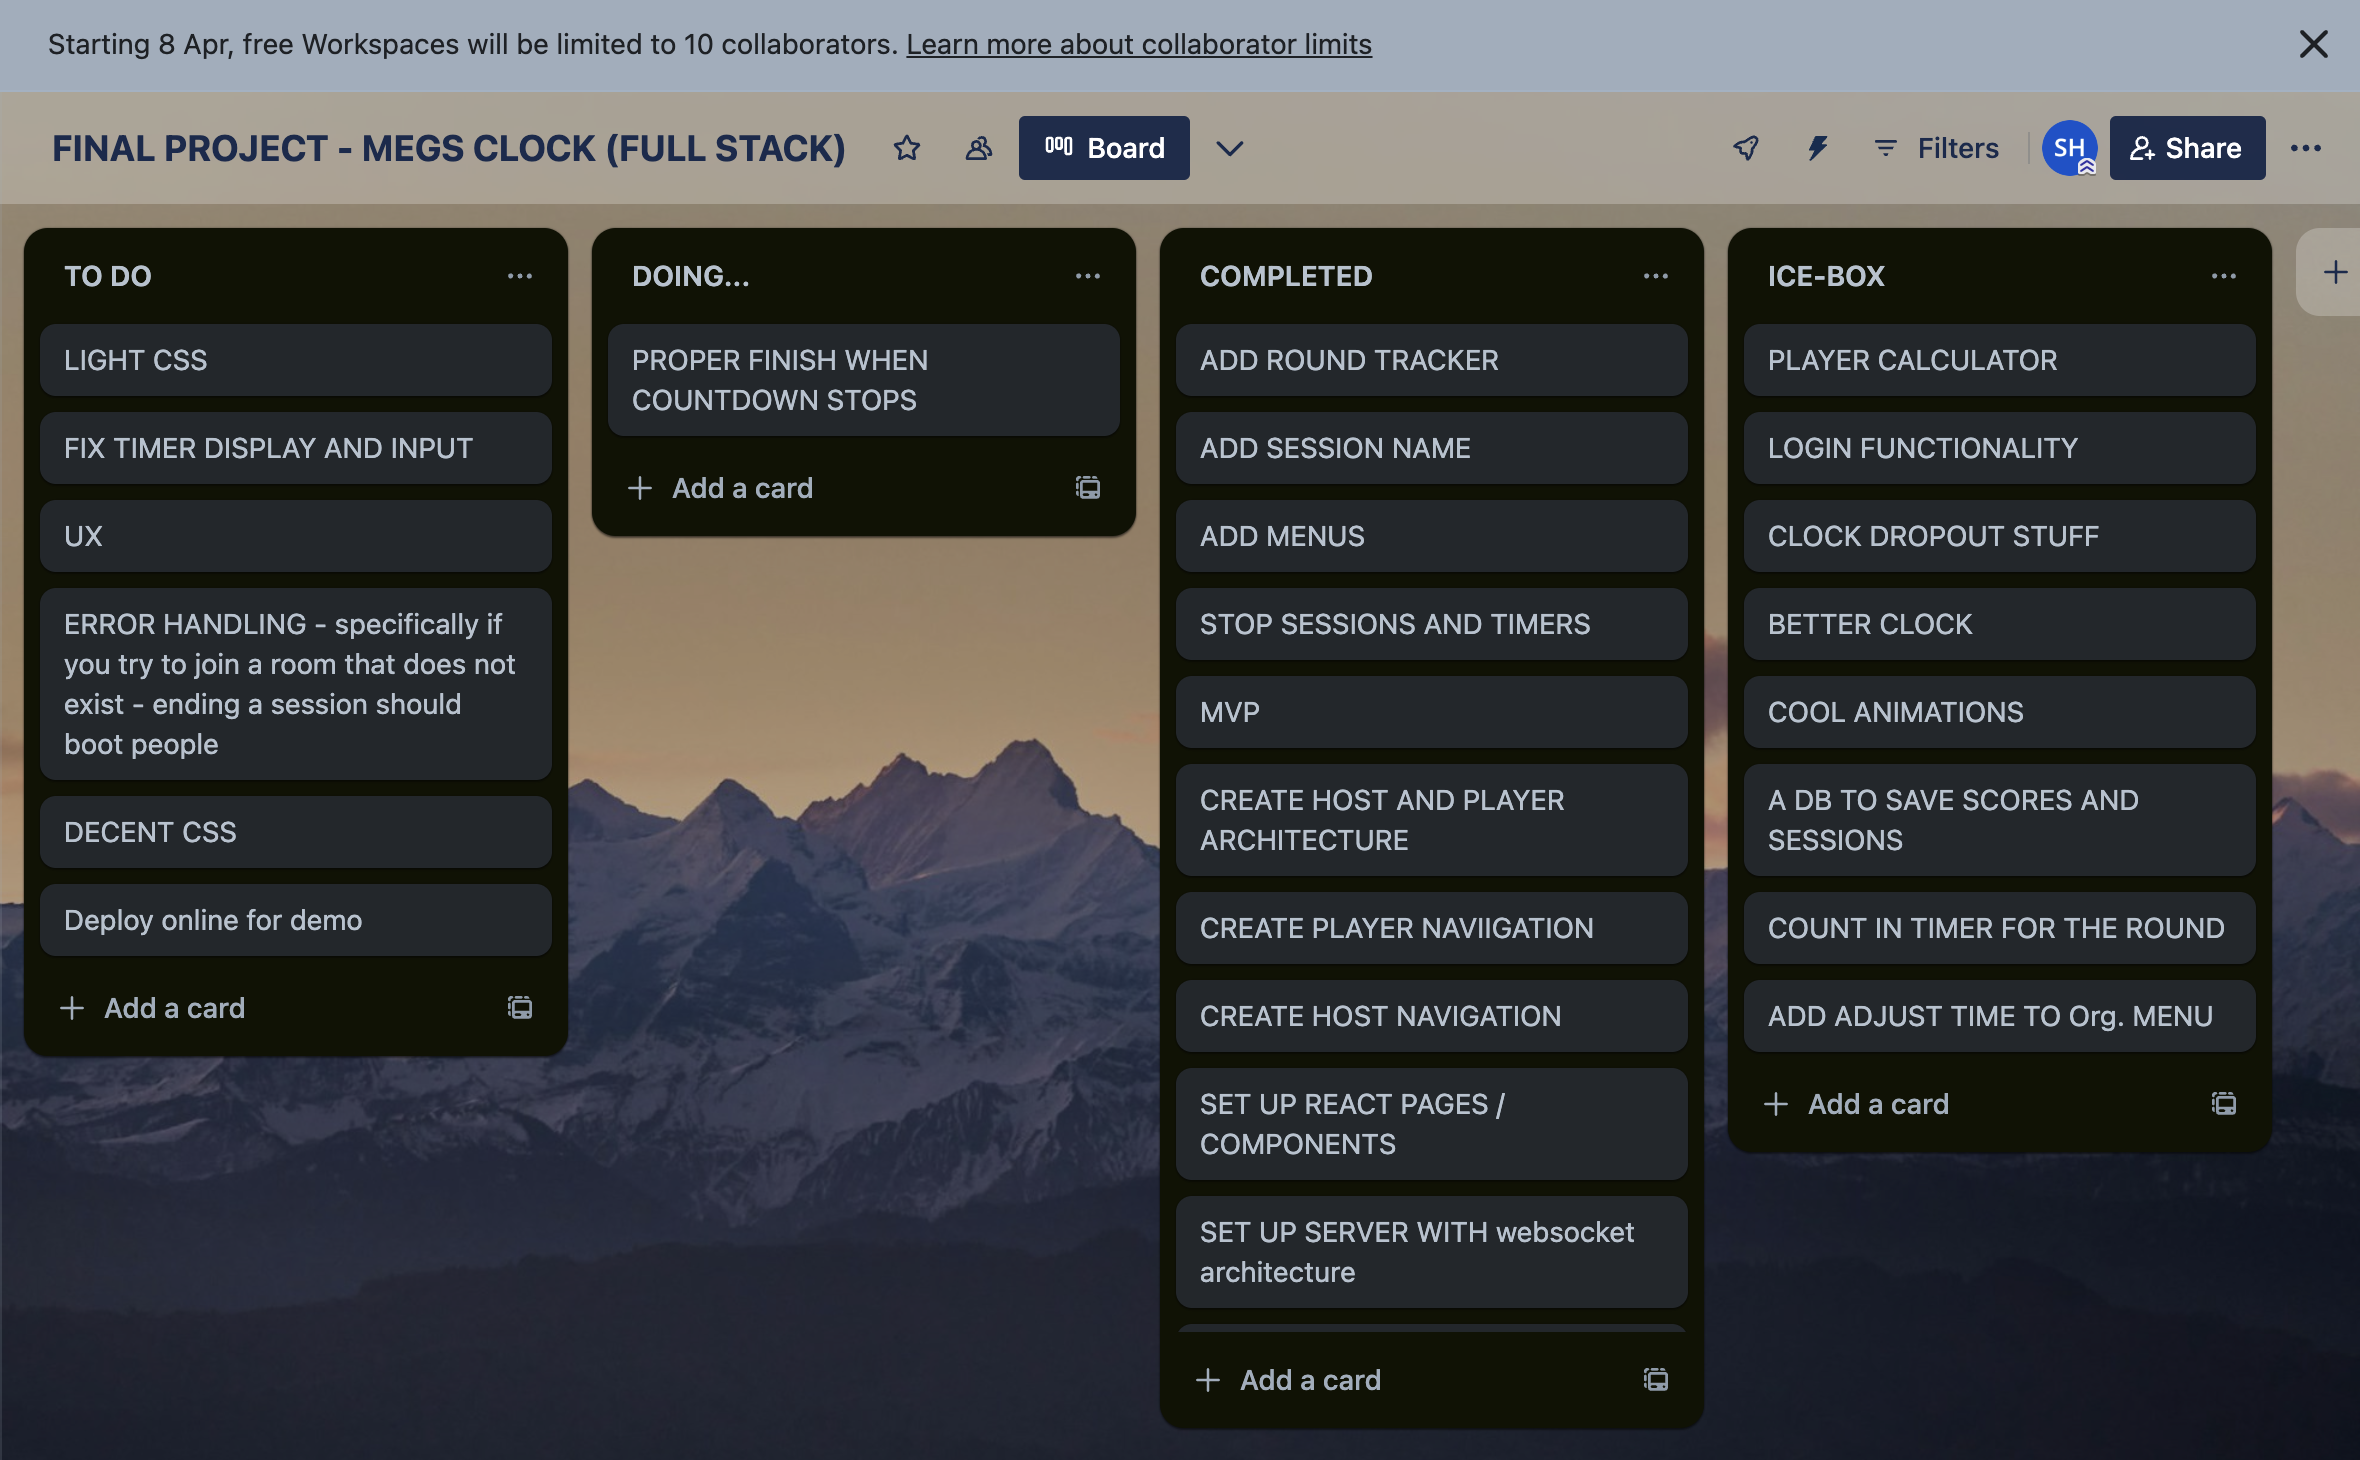 Starting 8 Apr, free Workspaces will be limited to 10 collaborators. Learn more about collaborator limits
FINAL PROJECT - MEGS CLOCK (FULL STACK)
Board
Filters
SH
Share
TO DO
LIGHT CSS
FIX TIMER DISPLAY AND INPUT
UX
ERROR HANDLING - specifically if
you try to join a room that does not
exist - ending a session should
boot people
DECENT CSS
Deploy online for demo
Add a card
DOING...
PROPER FINISH WHEN
COUNTDOWN STOPS
Add a card
COMPLETED
ADD ROUND TRACKER
ADD SESSION NAME
ADD MENUS
STOP SESSIONS AND TIMERS
MVP
CREATE HOST AND PLAYER
ARCHITECTURE
CREATE PLAYER NAVIIGATION
CREATE HOST NAVIGATION
SET UP REACT PAGES /
COMPONENTS
SET UP SERVER WITH websocket
architecture
Add a card
ICE-BOX
PLAYER CALCULATOR
LOGIN FUNCTIONALITY
CLOCK DROPOUT STUFF
BETTER CLOCK
COOL ANIMATIONS
A DB TO SAVE SCORES AND
SESSIONS
COUNT IN TIMER FOR THE ROUND
ADD ADJUST TIME TO Org. MENU
Add a card